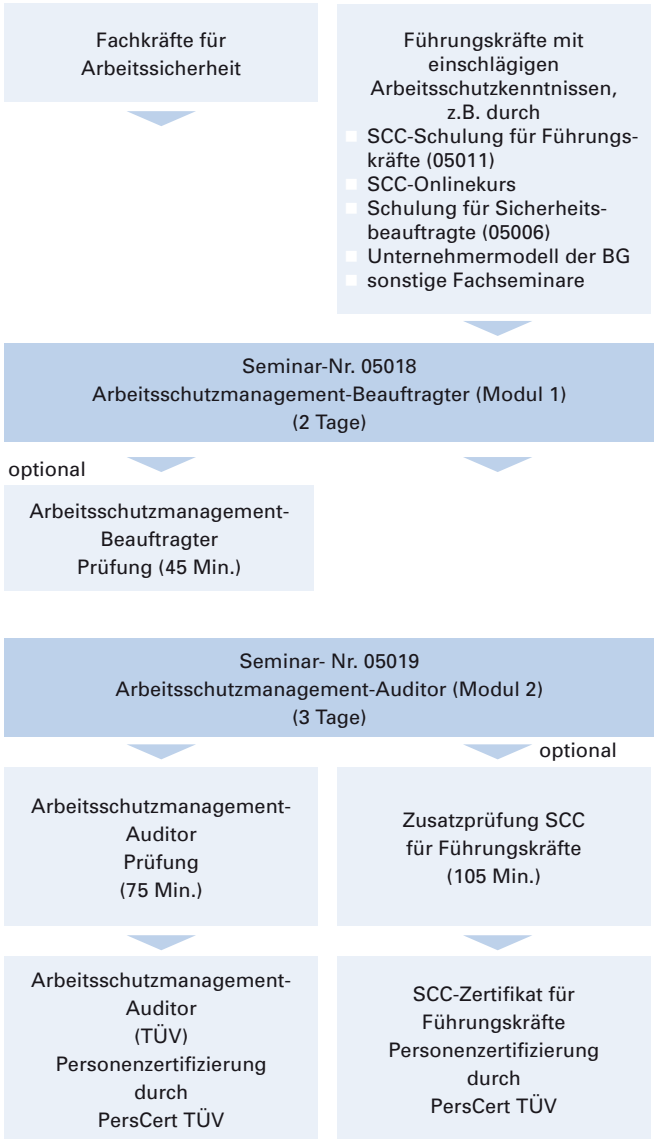 Fachkräfte für
Arbeitssicherheit
Führungskräfte mit
einschlägigen
Arbeitsschutzkenntnissen,
z.B. durch
SCC-Schulung für Führungs-
kräfte (05011)
SCC-Onlinekurs
Schulung für Sicherheits-
beauftragte (05006)
Unternehmermodell der BG
sonstige Fachseminare
Seminar-Nr. 05018
Arbeitsschutzmanagement-Beauftragter (Modul 1)
(2 Tage)
optional
Arbeitsschutzmanagement-
Beauftragter
Prüfung (45 Min.)
Seminar- Nr. 05019
Arbeitsschutzmanagement-Auditor (Modul 2)
(3 Tage)
optional
Arbeitsschutzmanagement-
Auditor
Prüfung
(75 Min.)
Zusatzprüfung SCC
für Führungskräfte
(105 Min.)
Arbeitsschutzmanagement-
Auditor
(TÜV)
Personenzertifizierung
durch
PersCert TÜV
SCC-Zertifikat für
Führungskräfte
Personenzertifizierung
durch
PersCert TÜV